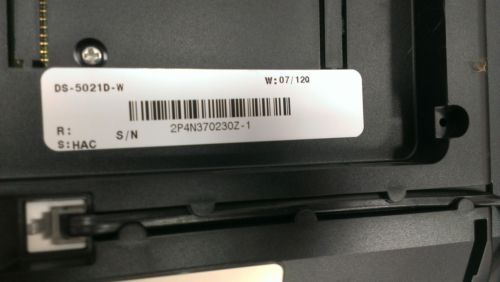 DS-5021D-W W:07/120
R: S/N 2P4N370230Z-1
S:HAC